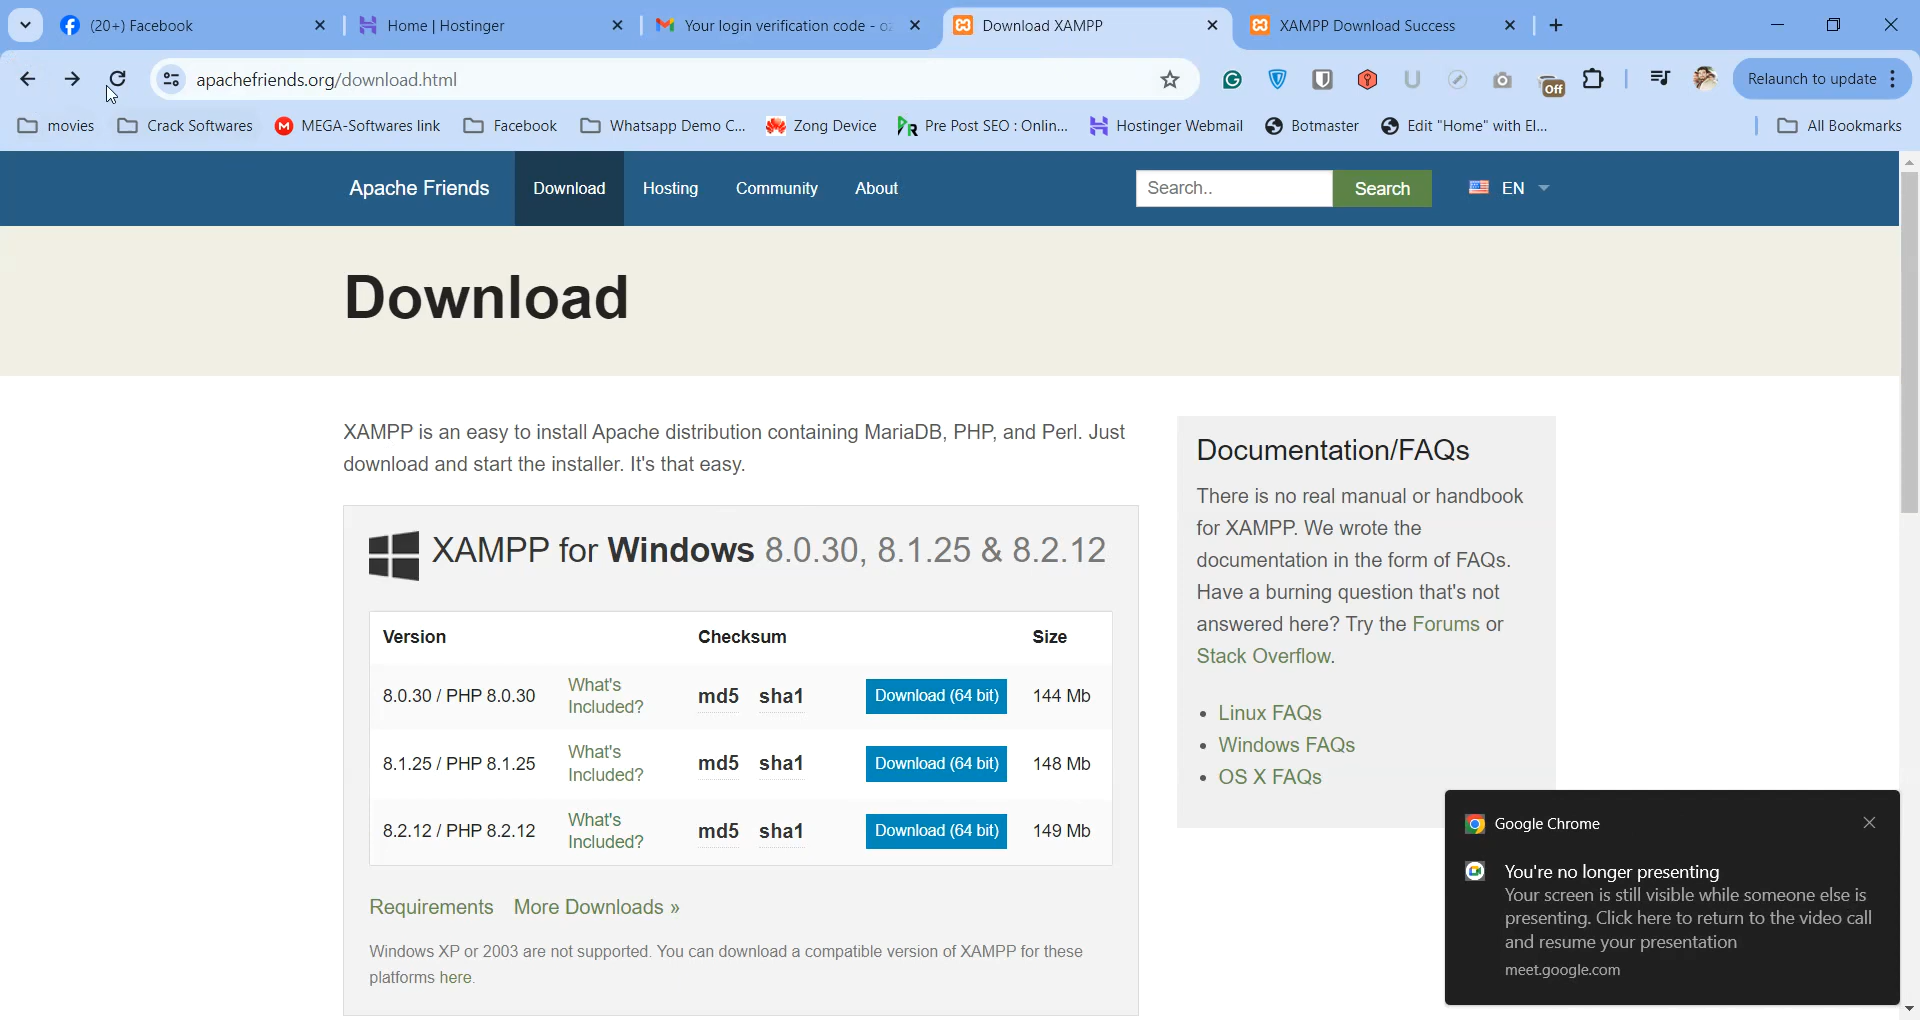 (20+) Facebook
Home | Hostinger
Your login verification code - oz
Download XAMPP
XAMPP Download Success
apachefriends.org/download.html
Off
Relaunch to update
movies
Crack Softwares
MEGA-Softwares link
Facebook
Whatsapp Demo C...
Zong Device
Pre Post SEO : Onlin...
Hostinger Webmail
Botmaster
Edit "Home" with El...
All Bookmarks
Apache Friends
Download
Hosting
Community
About
Search..
Search
EN
Download
XAMPP is an easy to install Apache distribution containing MariaDB, PHP, and Perl. Just
download and start the installer. It's that easy.
XAMPP for Windows 8.0.30, 8.1.25 & 8.2.12
Version Checksum Size
8.0.30 / PHP 8.0.30 What's Included? md5 sha1 Download (64 bit) 144 Mb
8.1.25 / PHP 8.1.25 What's Included? md5 sha1 Download (64 bit) 148 Mb
8.2.12 / PHP 8.2.12 What's Included? md5 sha1 Download (64 bit) 149 Mb
Requirements More Downloads »
Windows XP or 2003 are not supported. You can download a compatible version of XAMPP for these
platforms here.
Documentation/FAQs
There is no real manual or handbook
for XAMPP. We wrote the
documentation in the form of FAQs.
Have a burning question that's not
answered here? Try the Forums or
Stack Overflow.
• Linux FAQs
• Windows FAQs
• OS X FAQs
Google Chrome
You're no longer presenting
Your screen is still visible while someone else is
presenting. Click here to return to the video call
and resume your presentation
meet.google.com